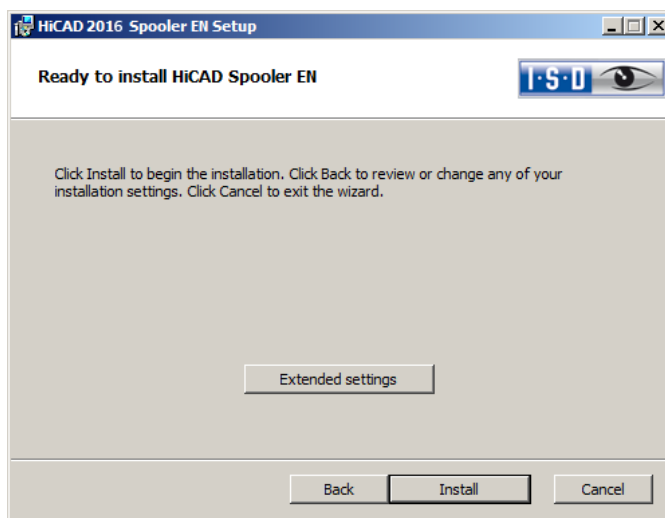 HiCAD 2016 Spooler EN Setup
Ready to install HiCAD Spooler EN
I·S·D
Click Install to begin the installation. Click Back to review or change any of your
installation settings. Click Cancel to exit the wizard.
Extended settings
Back
Install
Cancel